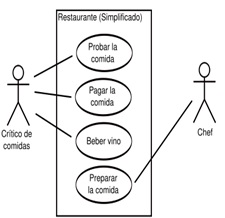 Restaurante (Simplificado)
Probar la
comida
Pagar la
comida
Beber vino
Preparar
la comida
Crítico de
comidas
Chef